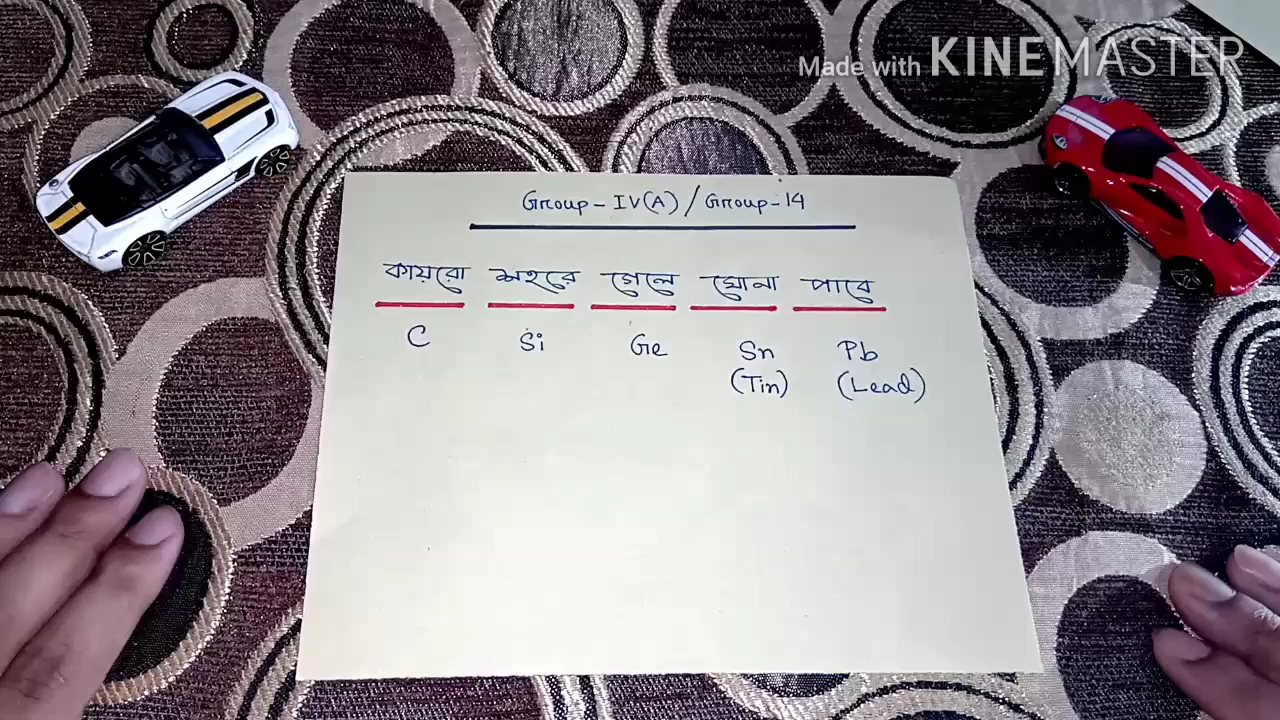 Made with KINEMASTER
Group-IV(A) / Group-14
কায়রো শহরে গেলে সোনা পাবে
C Si Ge Sn Pb
(Tin) (Lead)